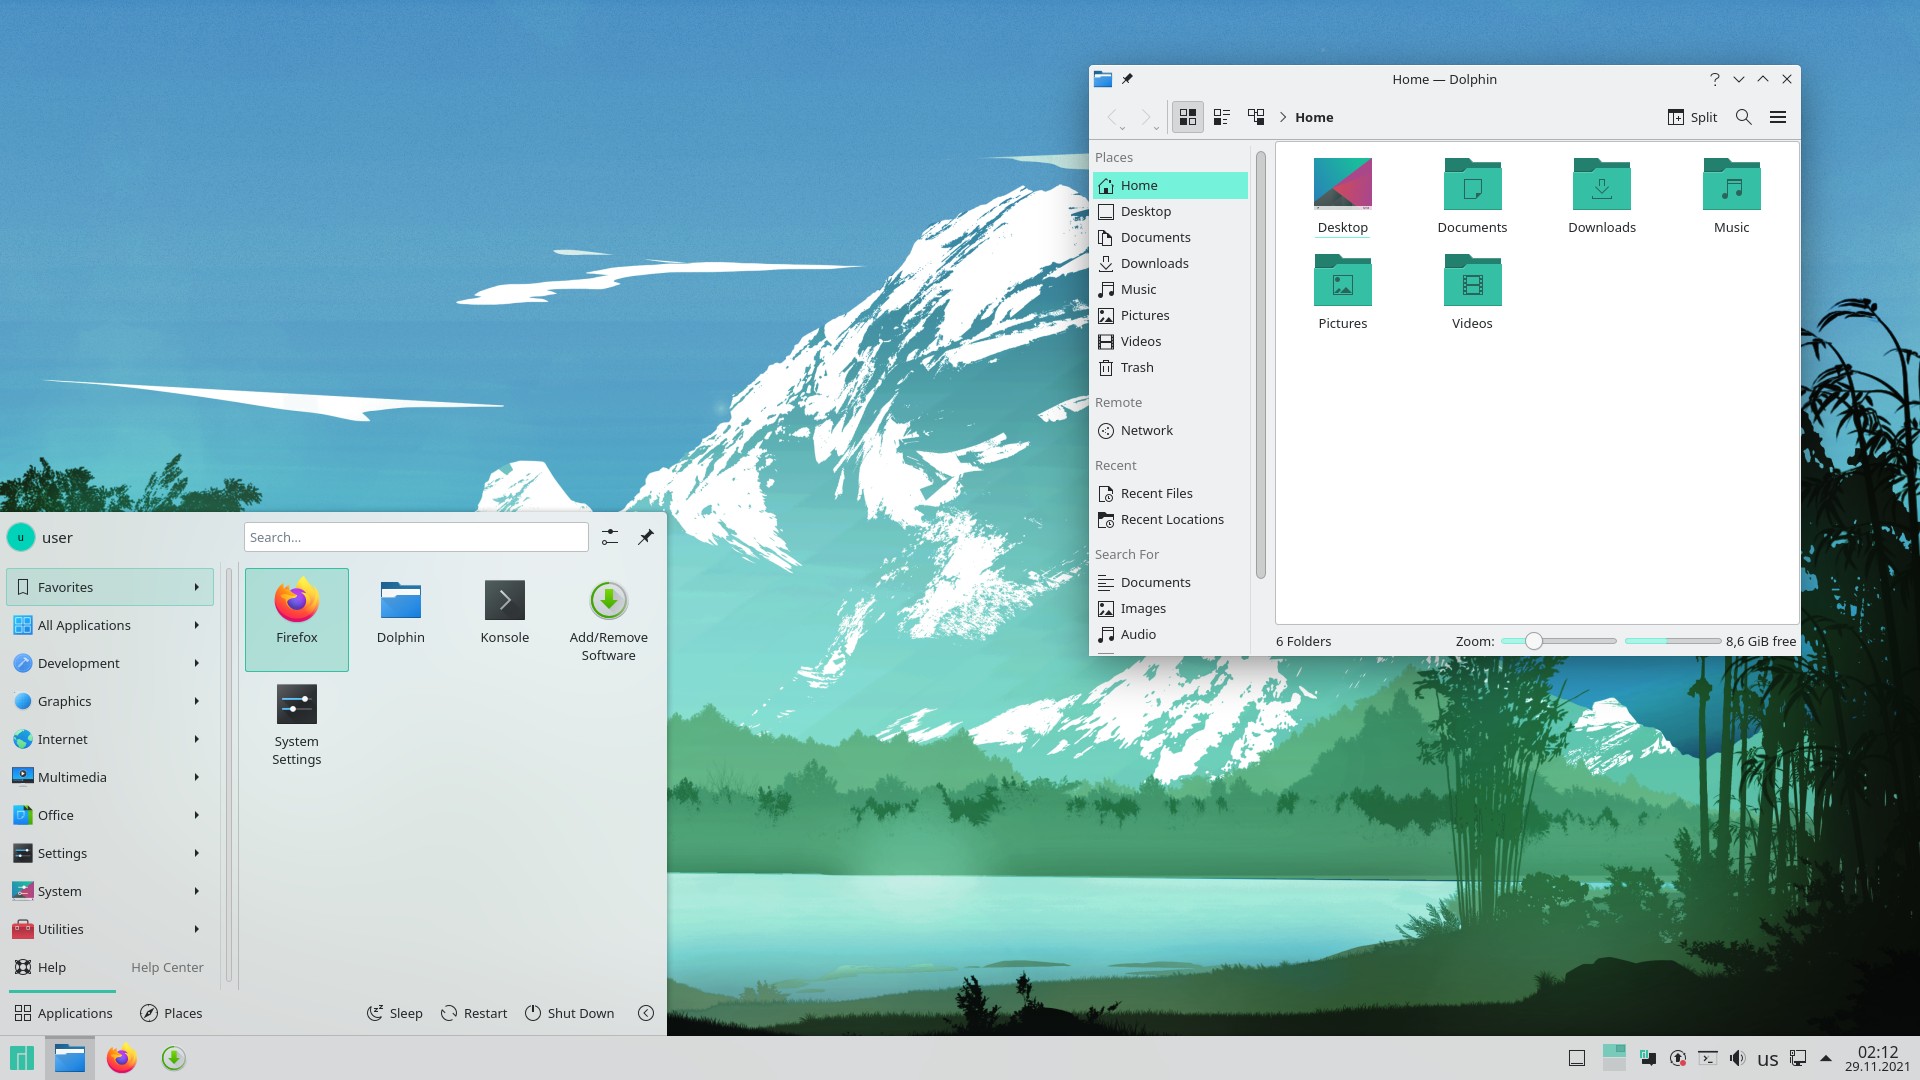 Home — Dolphin
Home
Split
Places
Home
Desktop
Documents
Downloads
Music
Pictures
Videos
Trash
Remote
Network
Recent
Recent Files
Recent Locations
Search For
Documents
Images
Audio
Desktop
Documents
Downloads
Music
Pictures
Videos
6 Folders
Zoom:
8,6 GiB free
u
user
Search...
Favorites
All Applications
Development
Graphics
Internet
Multimedia
Office
Settings
System
Utilities
Help
Help Center
Firefox
Dolphin
Konsole
Add/Remove
Software
System
Settings
Applications
Places
Sleep
Restart
Shut Down
us
02:12
29.11.2021